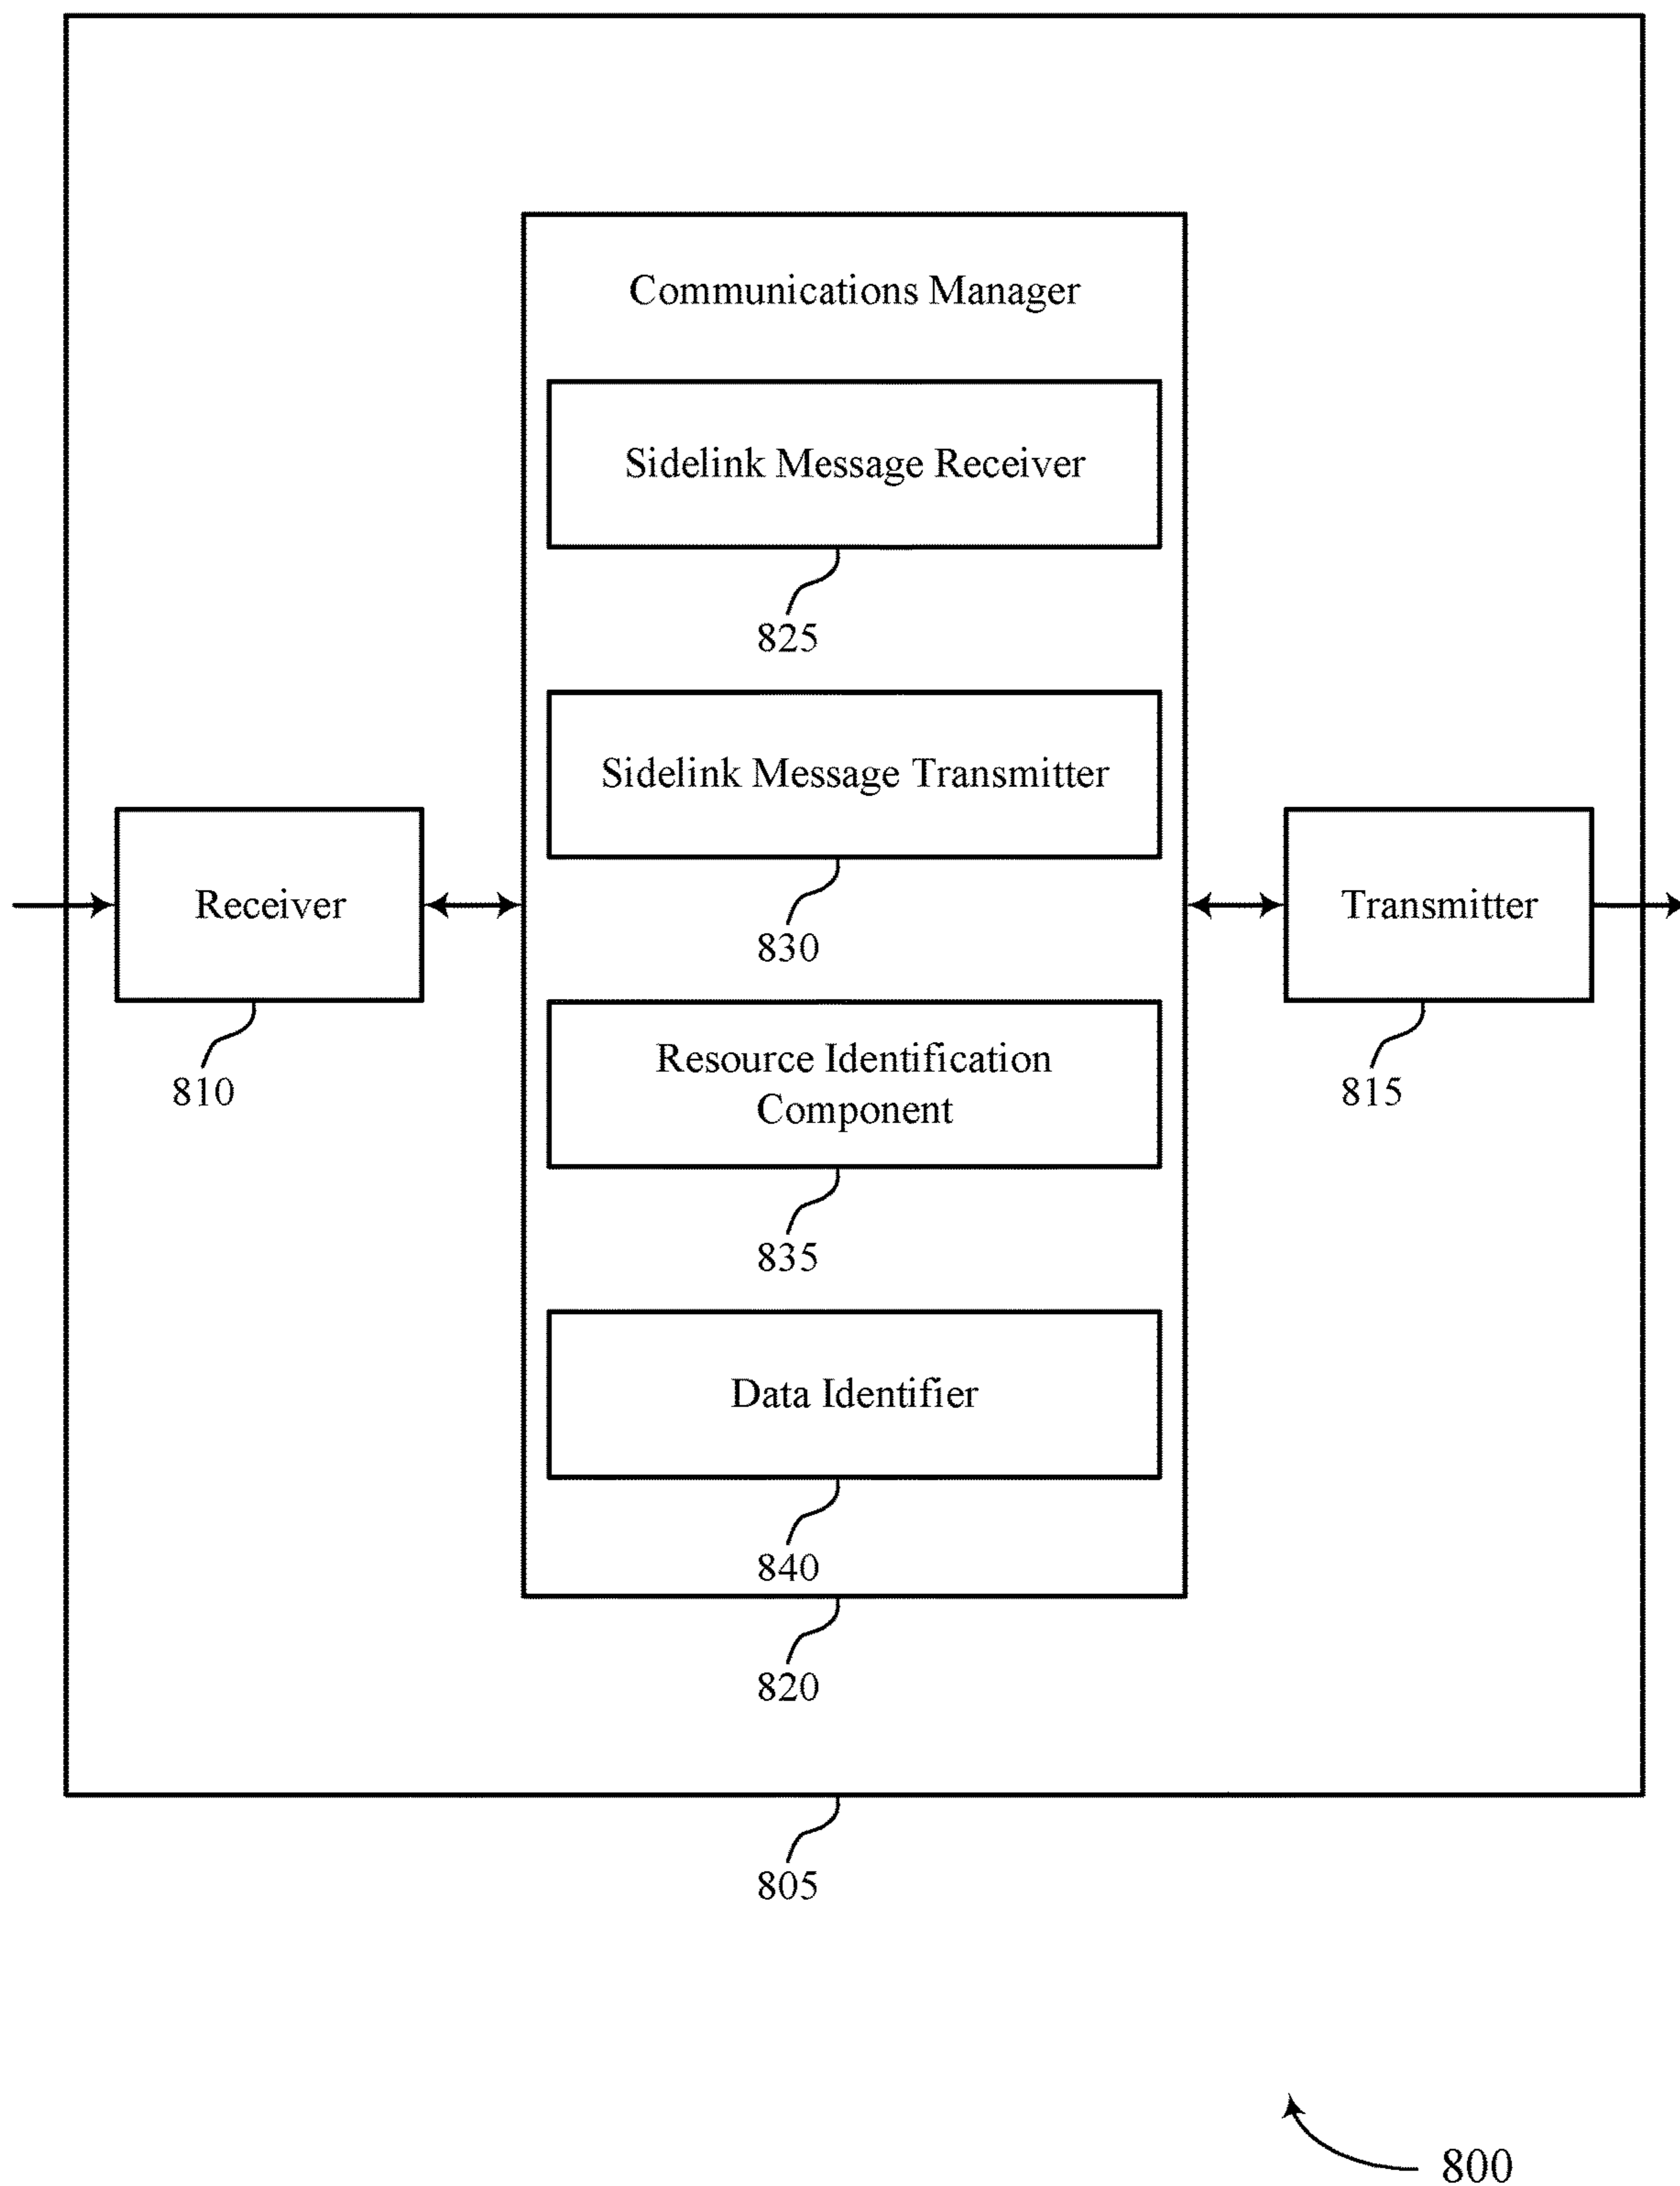 Communications Manager
Sidelink Message Receiver
825
Sidelink Message Transmitter
830
Receiver
810
Transmitter
815
Resource Identification
Component
835
Data Identifier
840
820
805
800